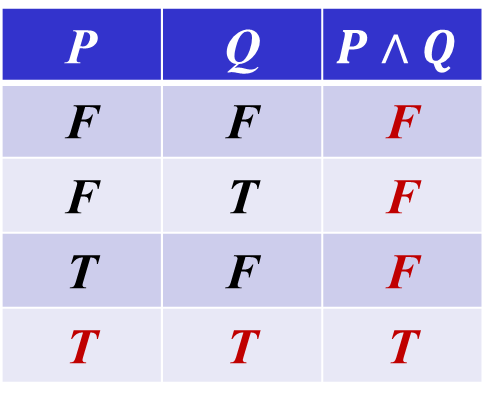 P Q P ∧ Q
F F F
F T F
T F F
T T T